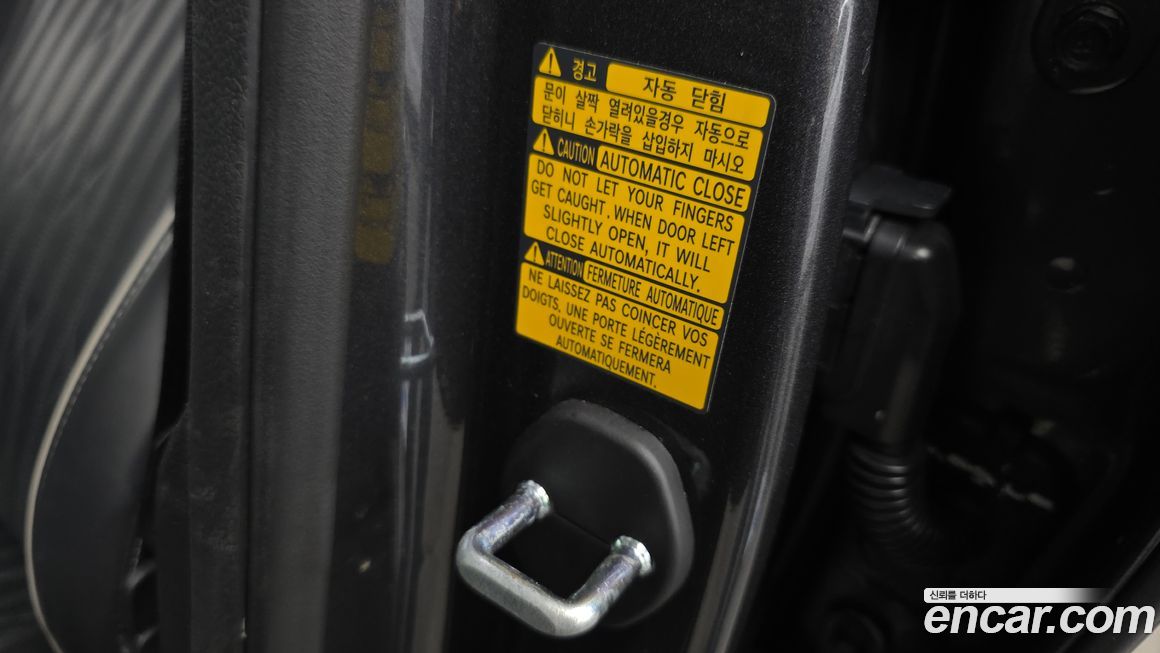 경고 자동 닫힘
문이 살짝 열려있을경우 자동으로
닫히니 손가락을 삽입하지 마시오
CAUTION AUTOMATIC CLOSE
DO NOT LET YOUR FINGERS
GET CAUGHT. WHEN DOOR LEFT
SLIGHTLY OPEN, IT WILL
CLOSE AUTOMATICALLY.
ATTENTION FERMETURE AUTOMATIQUE
NE LAISSEZ PAS COINCER VOS
DOIGTS. UNE PORTE LÉGÈREMENT
OUVERTE SE FERMERA
AUTOMATIQUEMENT.
신뢰를 더하다
encar.com